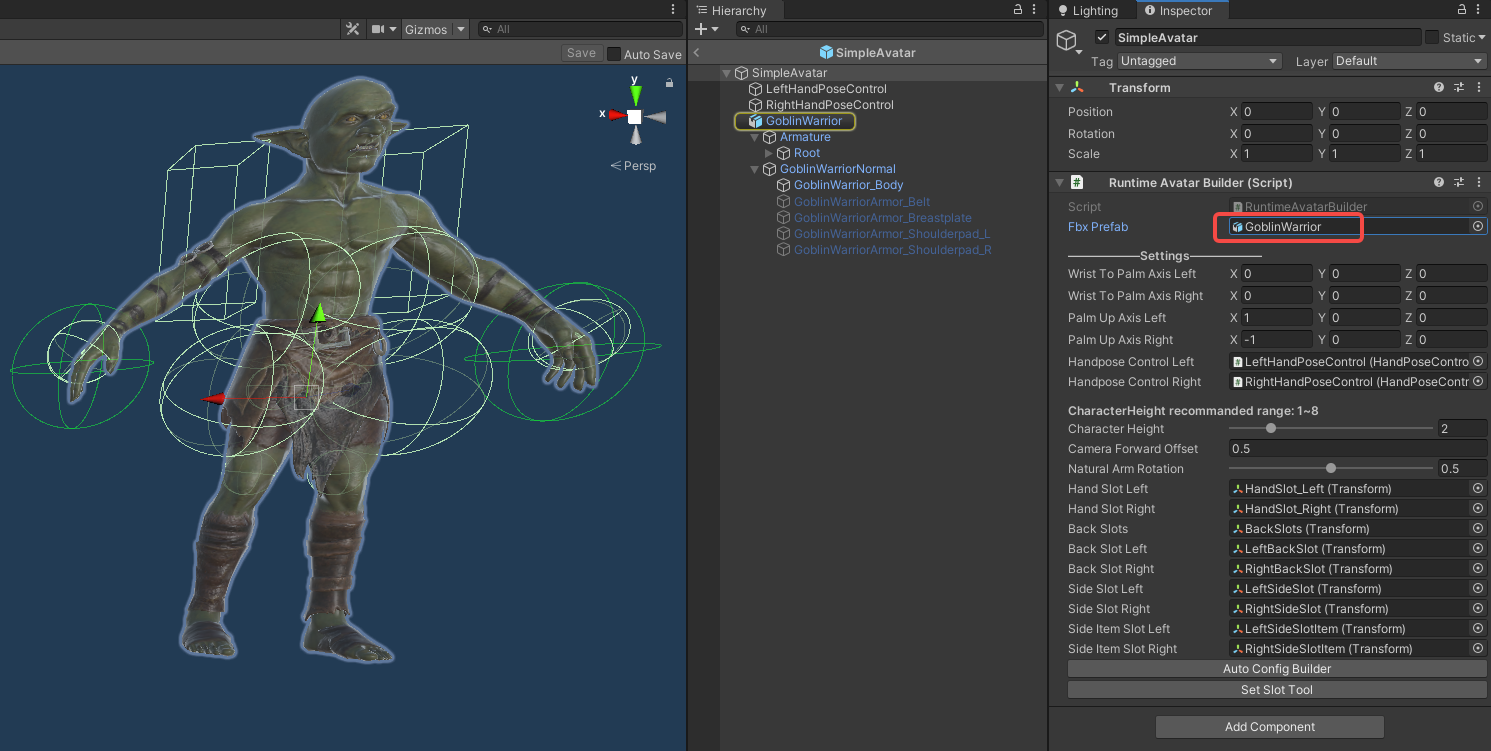 Gizmos
All
Save
Auto Save
y
x
Persp
Hierarchy
All
SimpleAvatar
SimpleAvatar
LeftHandPoseControl
RightHandPoseControl
GoblinWarrior
Armature
Root
GoblinWarriorNormal
GoblinWarrior_Body
GoblinWarriorArmor_Belt
GoblinWarriorArmor_Breastplate
GoblinWarriorArmor_Shoulderpad_L
GoblinWarriorArmor_Shoulderpad_R
Lighting
Inspector
SimpleAvatar
Static
Tag Untagged Layer Default
Transform
Position X 0 Y 0 Z 0
Rotation X 0 Y 0 Z 0
Scale X 1 Y 1 Z 1
# Runtime Avatar Builder (Script)
Script RuntimeAvatarBuilder
Fbx Prefab GoblinWarrior
Settings
Wrist To Palm Axis Left X 0 Y 0 Z 0
Wrist To Palm Axis Right X 0 Y 0 Z 0
Palm Up Axis Left X 1 Y 0 Z 0
Palm Up Axis Right X -1 Y 0 Z 0
Handpose Control Left LeftHandPoseControl (HandPoseContro
Handpose Control Right RightHandPoseControl (HandPoseContr
CharacterHeight recommanded range: 1~8
Character Height 2
Camera Forward Offset 0.5
Natural Arm Rotation 0.5
Hand Slot Left HandSlot_Left (Transform)
Hand Slot Right HandSlot_Right (Transform)
Back Slots BackSlots (Transform)
Back Slot Left LeftBackSlot (Transform)
Back Slot Right RightBackSlot (Transform)
Side Slot Left LeftSideSlot (Transform)
Side Slot Right RightSideSlot (Transform)
Side Item Slot Left LeftSideSlotItem (Transform)
Side Item Slot Right RightSideSlotItem (Transform)
Auto Config Builder
Set Slot Tool
Add Component